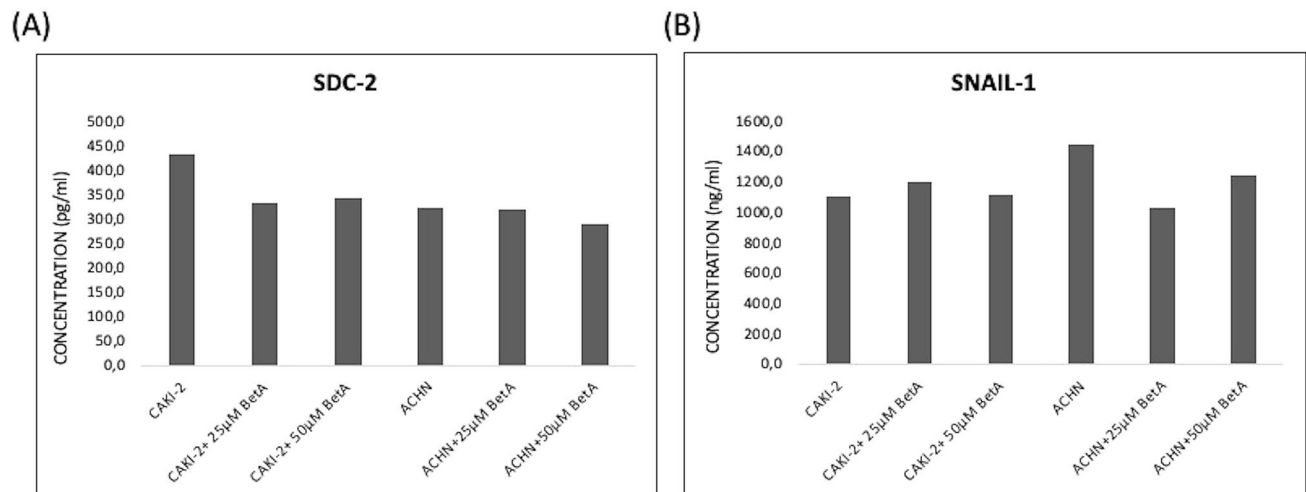 (A)
SDC-2
CONCENTRATION (pg/ml)
500,0
450,0
400,0
350,0
300,0
250,0
200,0
150,0
100,0
50,0
0,0
CAKI-2
CAKI-2+ 25µM BetA
CAKI-2+ 50µM BetA
ACHN
ACHN+25µM BetA
ACHN+50µM BetA
(B)
SNAIL-1
CONCENTRATION (ng/ml)
1600,0
1400,0
1200,0
1000,0
800,0
600,0
400,0
200,0
0,0
CAKI-2
CAKI-2+ 25µM BetA
CAKI-2+ 50µM BetA
ACHN
ACHN+25µM BetA
ACHN+50µM BetA